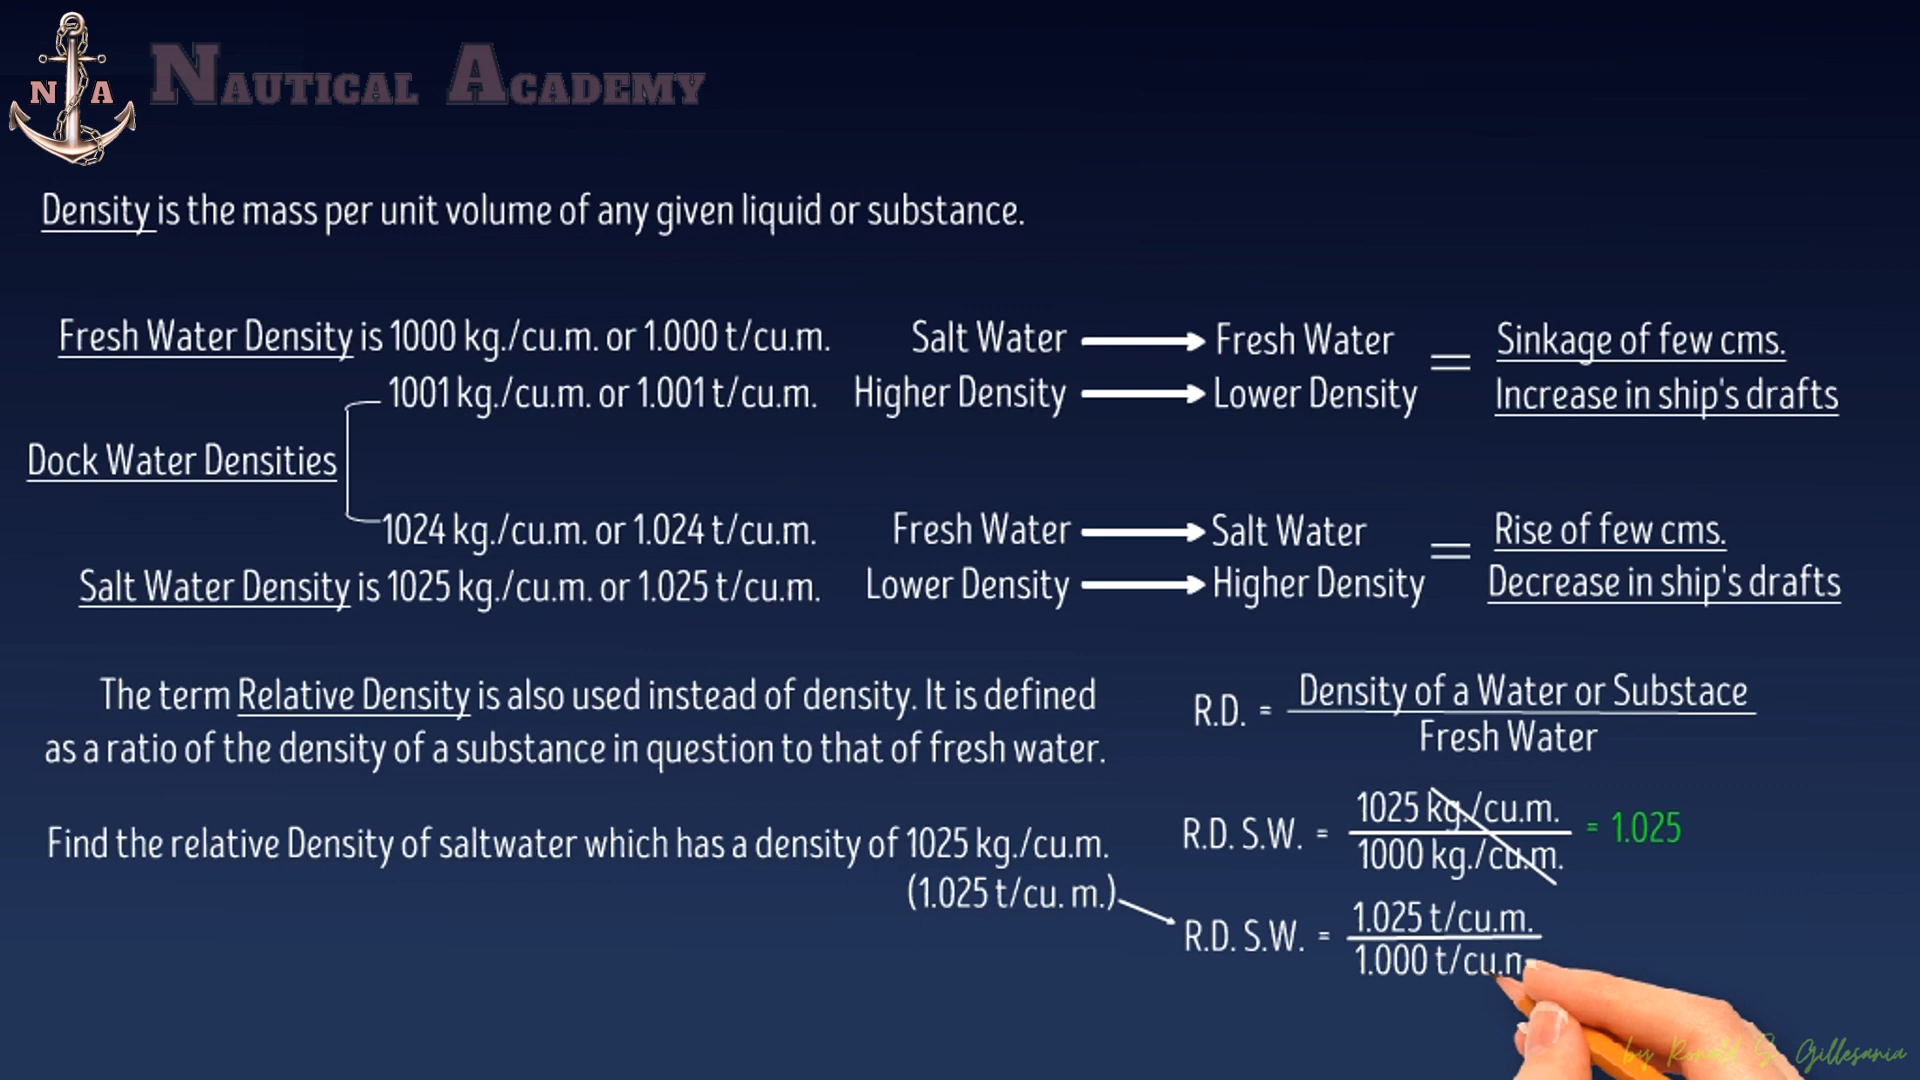 N A
NAUTICAL ACADEMY
Density is the mass per unit volume of any given liquid or substance.
Fresh Water Density is 1000 kg./cu.m. or 1.000 t/cu.m.
1001 kg./cu.m. or 1.001 t/cu.m.
Dock Water Densities
1024 kg./cu.m. or 1.024 t/cu.m.
Salt Water Density is 1025 kg./cu.m. or 1.025 t/cu.m.
Salt Water Fresh Water = Sinkage of few cms.
Higher Density Lower Density Increase in ship's drafts
Fresh Water Salt Water = Rise of few cms.
Lower Density Higher Density Decrease in ship's drafts
The term Relative Density is also used instead of density. It is defined
as a ratio of the density of a substance in question to that of fresh water.
R.D. = Density of a Water or Substace
Fresh Water
Find the relative Density of saltwater which has a density of 1025 kg./cu.m.
(1.025 t/cu. m.)
R.D. S.W. = 1025 kg./cu.m. = 1.025
1000 kg./cu.m.
R.D. S.W. = 1.025 t/cu.m.
1.000 t/cu.
by Ronald S. Gillesania